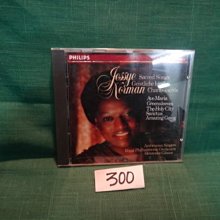 PHILIPS
Jessye
Norman
Sacred Songs
Geistliche Lieder
Chants sacrés
Ave Maria
Greensleeves
The Holy City
Sanctus
Amazing Grace
Ambrosian Singers
Royal Philharmonic Orchestra
Alexander Gibson
300